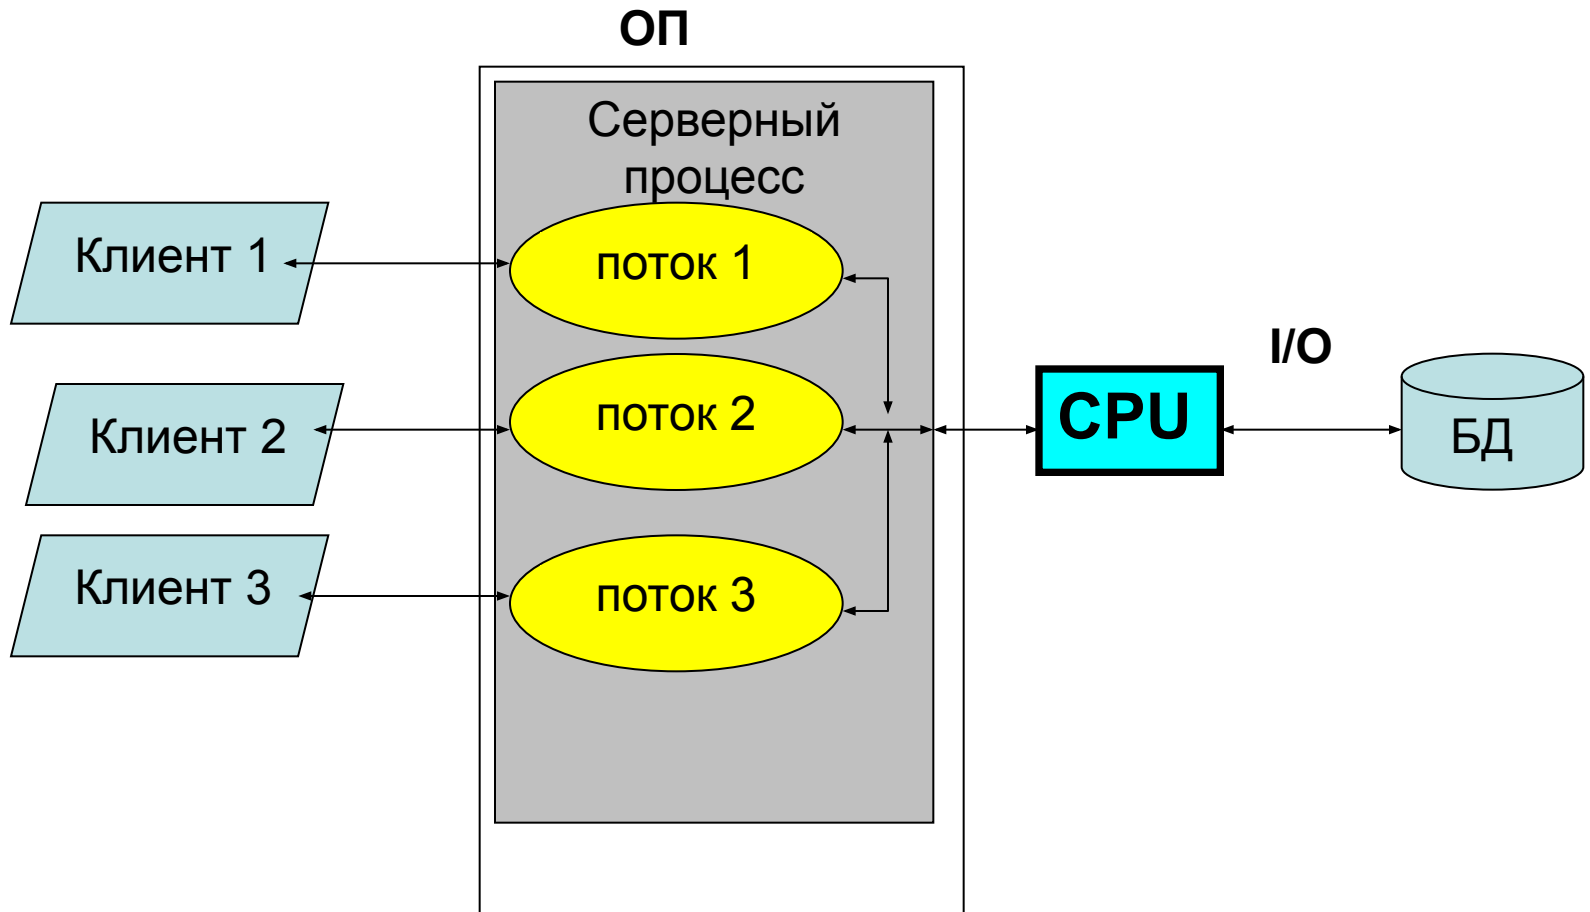 ОП
Серверный
процесс
Клиент 1
поток 1
Клиент 2
поток 2
CPU
I/O
БД
Клиент 3
поток 3